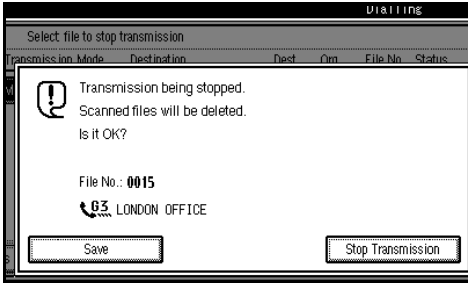 Dialling
Select file to stop transmission
Transmission Mode Destination Dest. Org. File No. Status
Transmission being stopped.
Scanned files will be deleted.
Is it OK?
File No.: 0015
G3 LONDON OFFICE
Save Stop Transmission